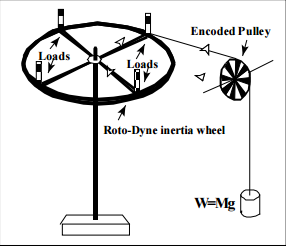 Encoded Pulley
Loads
Loads
Roto-Dyne inertia wheel
W=Mg